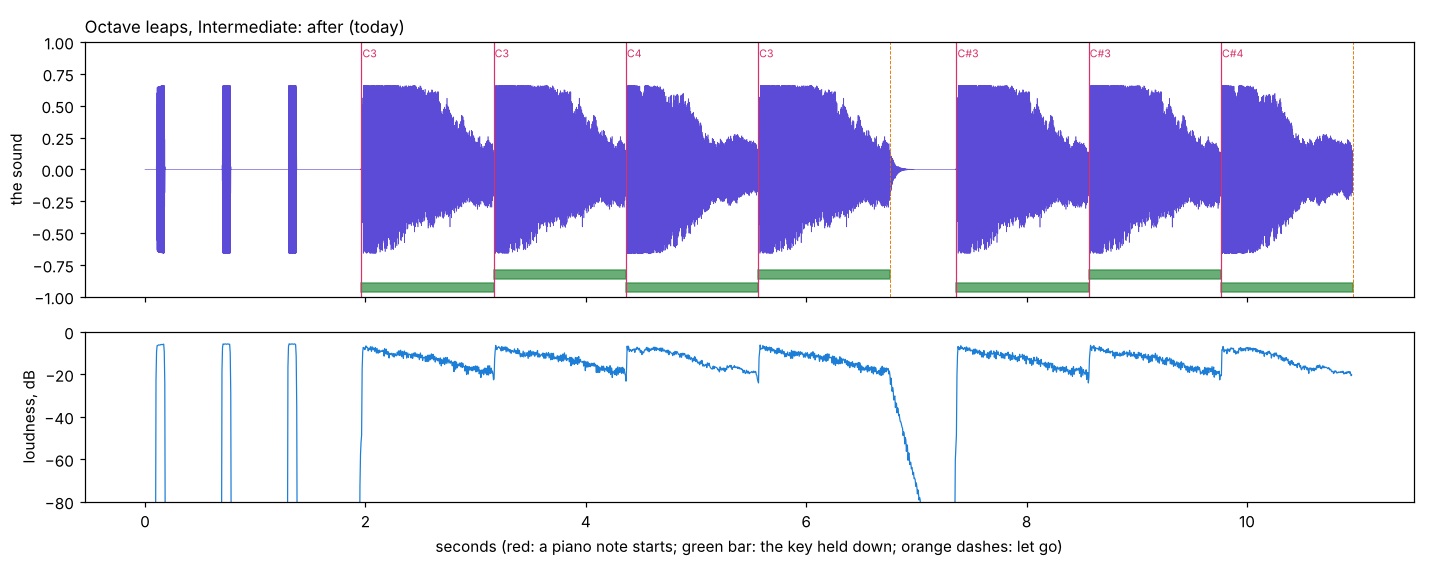 Octave leaps, Intermediate: after (today)
1.00
0.75
0.50
0.25
0.00
−0.25
−0.50
−0.75
−1.00
the sound
C3 C3 C4 C3 C#3 C#3 C#4
0
−20
−40
−60
−80
loudness, dB
0 2 4 6 8 10
seconds (red: a piano note starts; green bar: the key held down; orange dashes: let go)